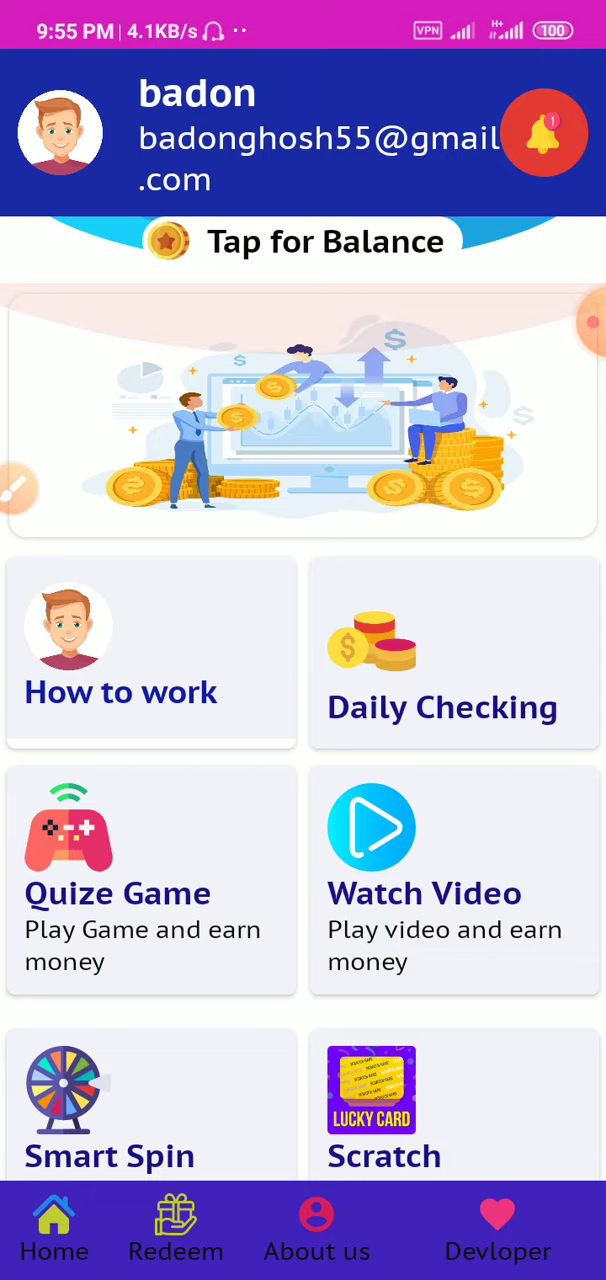 9:55 PM | 4.1KB/s ··
VPN H+ 100
badon
badonghosh55@gmail
.com
1
Tap for Balance
How to work
Daily Checking
Quize Game
Watch Video
Play Game and earn
money
Play video and earn
money
LUCKY CARD
Smart Spin
Scratch
Home Redeem About us Devloper